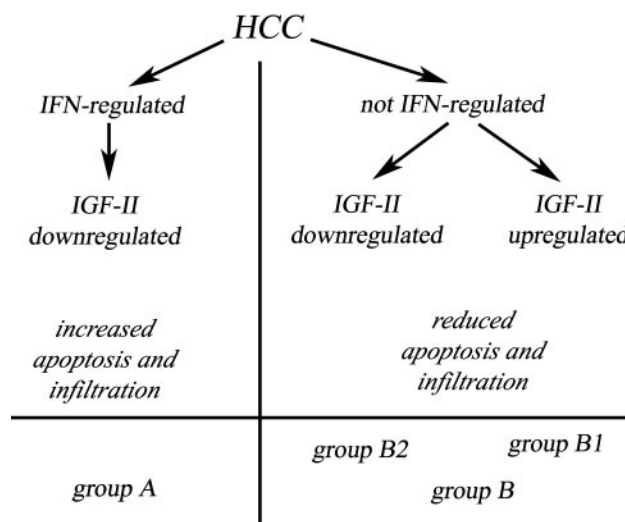 HCC
IFN-regulated
not IFN-regulated
IGF-II
downregulated
IGF-II
downregulated
IGF-II
upregulated
increased
apoptosis and
infiltration
reduced
apoptosis and
infiltration
group B2
group B1
group A
group B